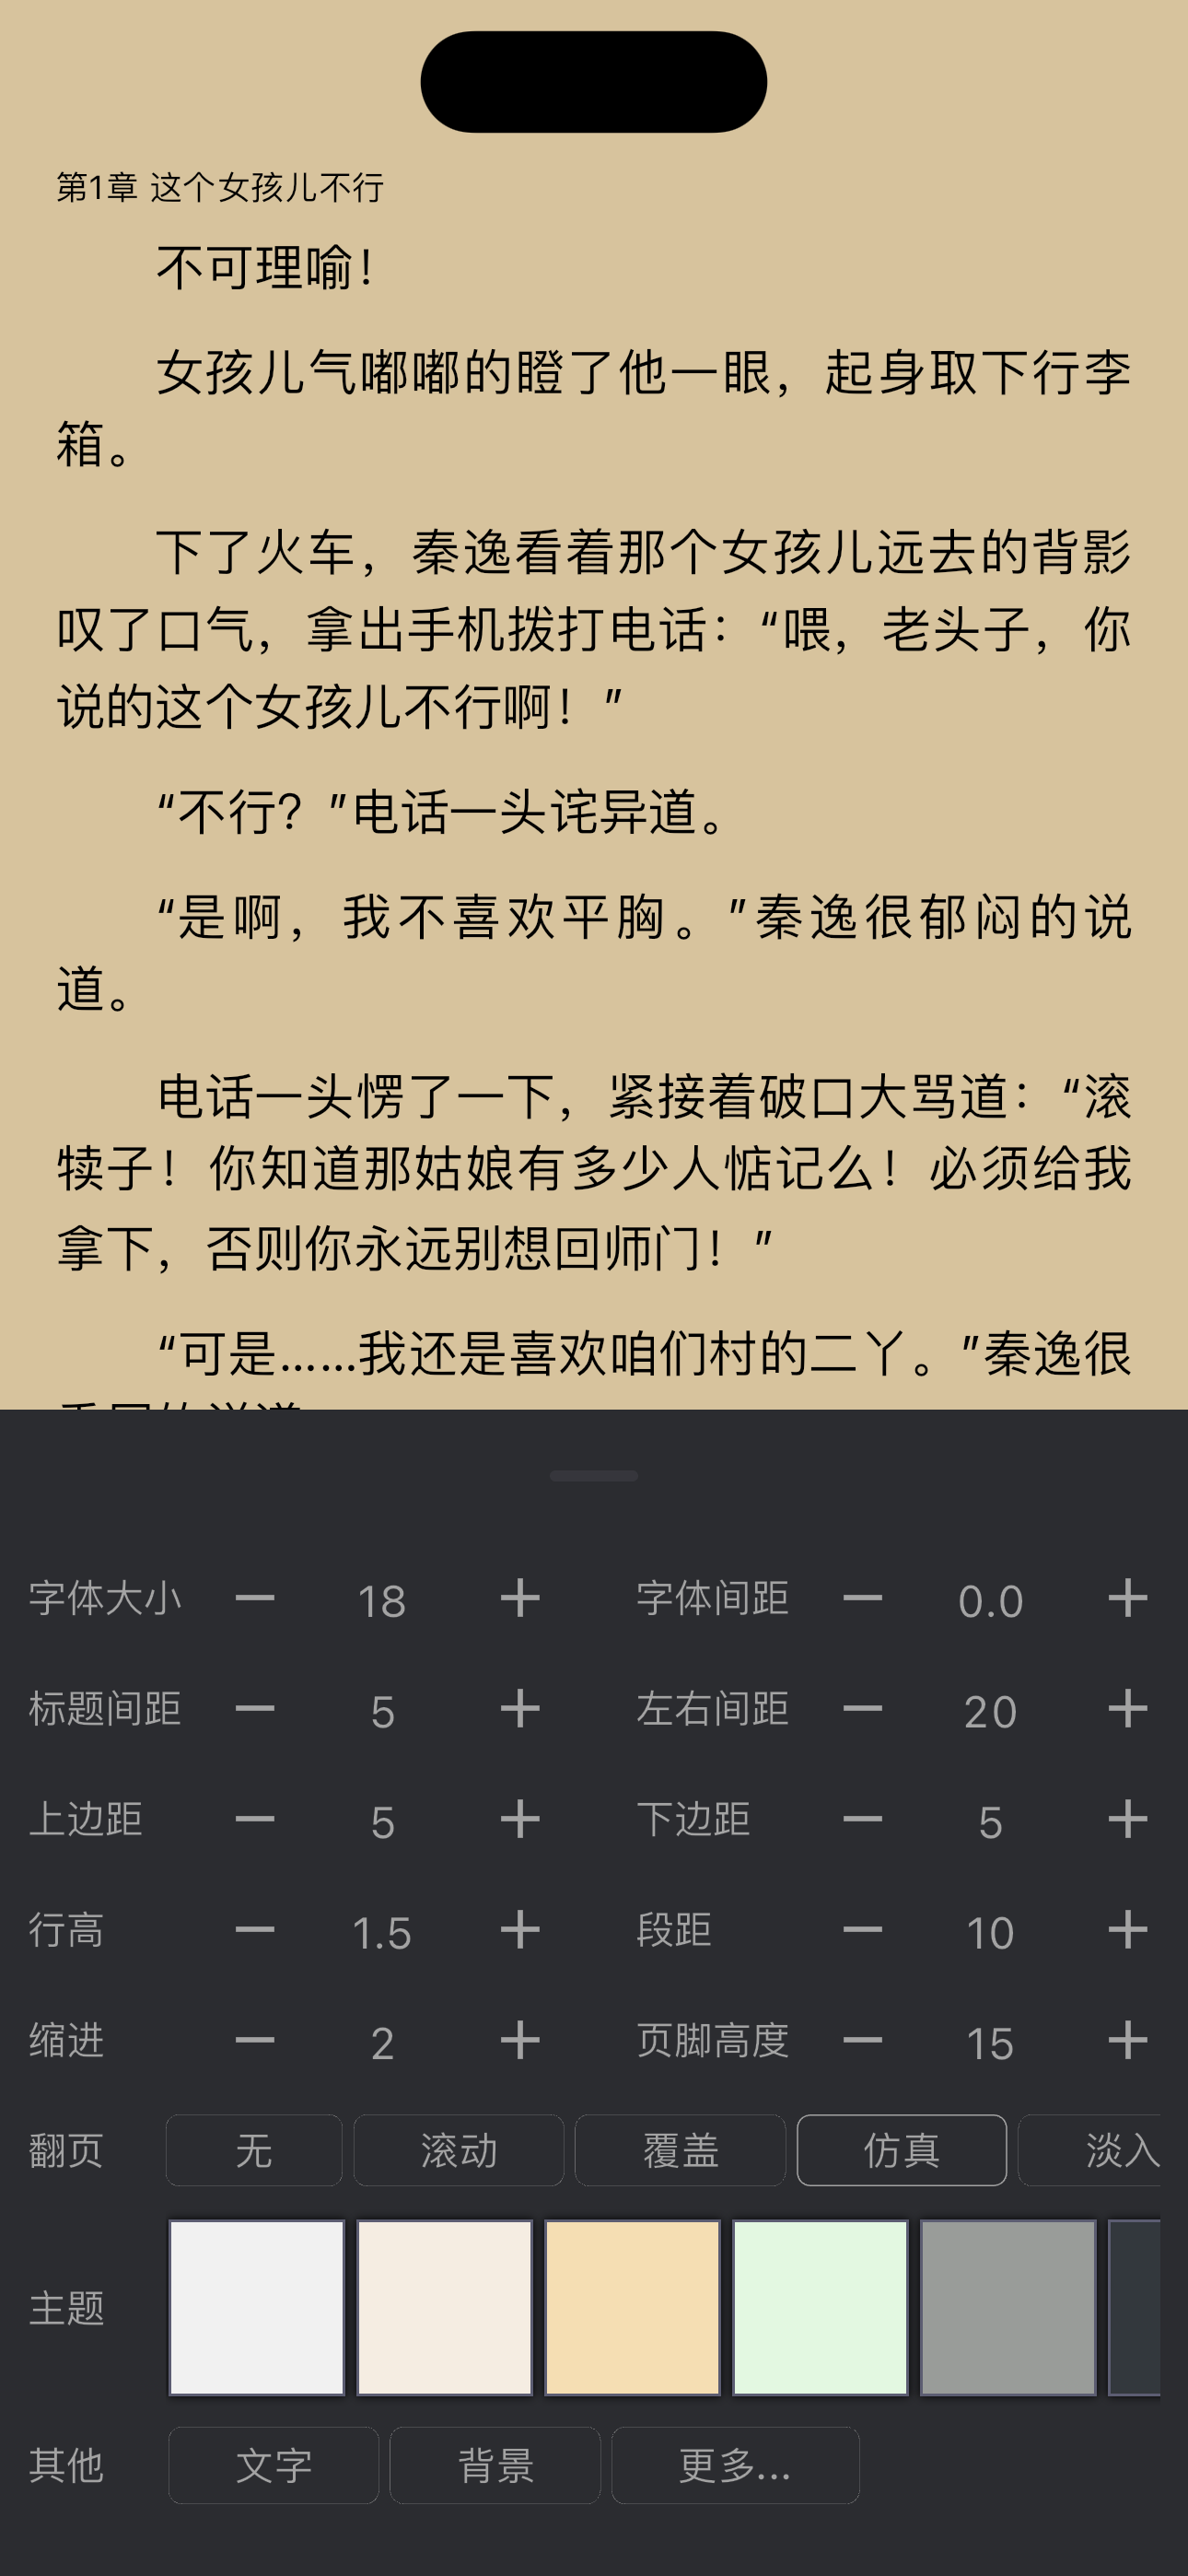 第1章 这个女孩儿不行
不可理喻！
女孩儿气嘟嘟的瞪了他一眼，起身取下行李
箱。
下了火车，秦逸看着那个女孩儿远去的背影
叹了口气，拿出手机拨打电话：“喂，老头子，你
说的这个女孩儿不行啊！”
“不行？”电话一头诧异道。
“是啊，我不喜欢平胸。”秦逸很郁闷的说
道。
电话一头愣了一下，紧接着破口大骂道：“滚
犊子！你知道那姑娘有多少人惦记么！必须给我
拿下，否则你永远别想回师门！”
“可是……我还是喜欢咱们村的二丫。”秦逸很
字体大小 — 18 + 字体间距 — 0.0 +
标题间距 — 5 + 左右间距 — 20 +
上边距 — 5 + 下边距 — 5 +
行高 — 1.5 + 段距 — 10 +
缩进 — 2 + 页脚高度 — 15 +
翻页 无 滚动 覆盖 仿真 淡入
主题
其他 文字 背景 更多...